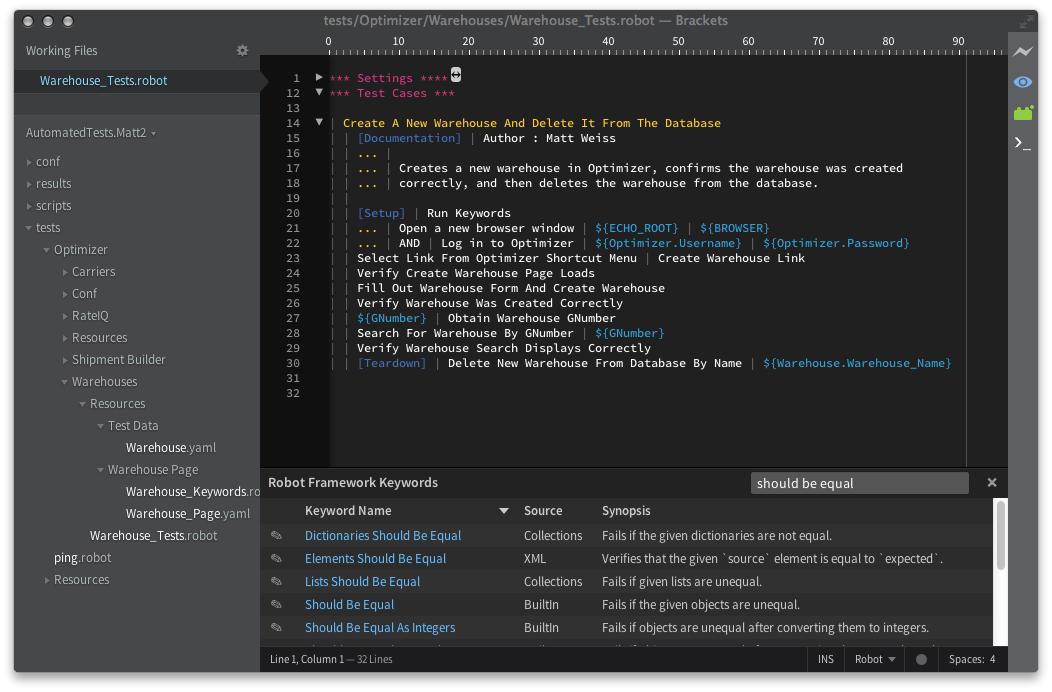 tests/Optimizer/Warehouses/Warehouse_Tests.robot — Brackets
Working Files
Warehouse_Tests.robot
AutomatedTests.Matt2
conf
results
scripts
tests
Optimizer
Carriers
Conf
RateIQ
Resources
Shipment Builder
Warehouses
Resources
Test Data
Warehouse.yaml
Warehouse Page
Warehouse_Keywords.ro
Warehouse_Page.yaml
Warehouse_Tests.robot
ping.robot
Resources
0 10 20 30 40 50 60 70 80 90
1 *** Settings ****
12 *** Test Cases ***
13
14 | Create A New Warehouse And Delete It From The Database
15 | | [Documentation] | Author : Matt Weiss
16 | | ... |
17 | | ... | Creates a new warehouse in Optimizer, confirms the warehouse was created
18 | | ... | correctly, and then deletes the warehouse from the database.
19 | |
20 | | [Setup] | Run Keywords
21 | | ... | Open a new browser window | ${ECHO_ROOT} | ${BROWSER}
22 | | ... | AND | Log in to Optimizer | ${Optimizer.Username} | ${Optimizer.Password}
23 | | Select Link From Optimizer Shortcut Menu | Create Warehouse Link
24 | | Verify Create Warehouse Page Loads
25 | | Fill Out Warehouse Form And Create Warehouse
26 | | Verify Warehouse Was Created Correctly
27 | | ${GNumber} | Obtain Warehouse GNumber
28 | | Search For Warehouse By GNumber | ${GNumber}
29 | | Verify Warehouse Search Displays Correctly
30 | | [Teardown] | Delete New Warehouse From Database By Name | ${Warehouse.Warehouse_Name}
31
32
Robot Framework Keywords
should be equal
Keyword Name Source Synopsis
Dictionaries Should Be Equal Collections Fails if the given dictionaries are not equal.
Elements Should Be Equal XML Verifies that the given `source` element is equal to `expected`.
Lists Should Be Equal Collections Fails if given lists are unequal.
Should Be Equal BuiltIn Fails if the given objects are unequal.
Should Be Equal As Integers BuiltIn Fails if objects are unequal after converting them to integers.
Line 1, Column 1 — 32 Lines
INS Robot Spaces: 4